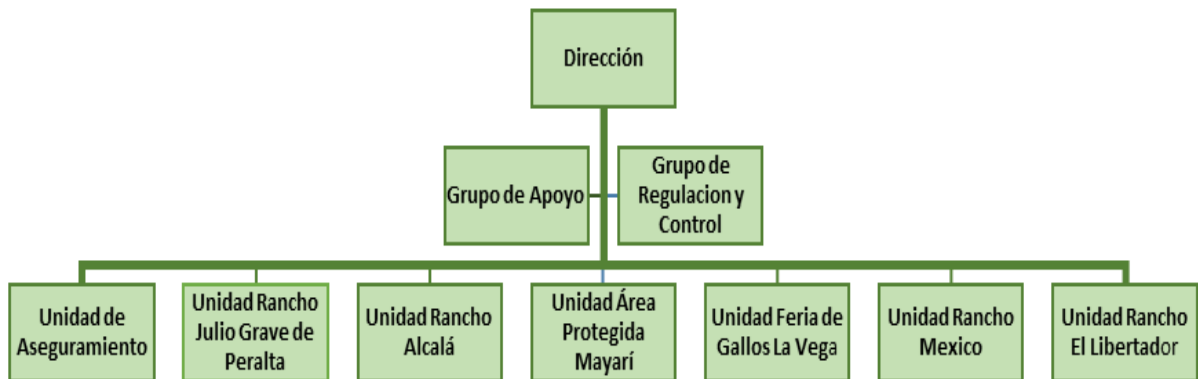 Dirección
Grupo de Apoyo
Grupo de
Regulacion y
Control
Unidad de
Aseguramiento
Unidad Rancho
Julio Grave de
Peralta
Unidad Rancho
Alcalá
Unidad Área
Protegida
Mayarí
Unidad Feria de
Gallos La Vega
Unidad Rancho
Mexico
Unidad Rancho
El Libertador